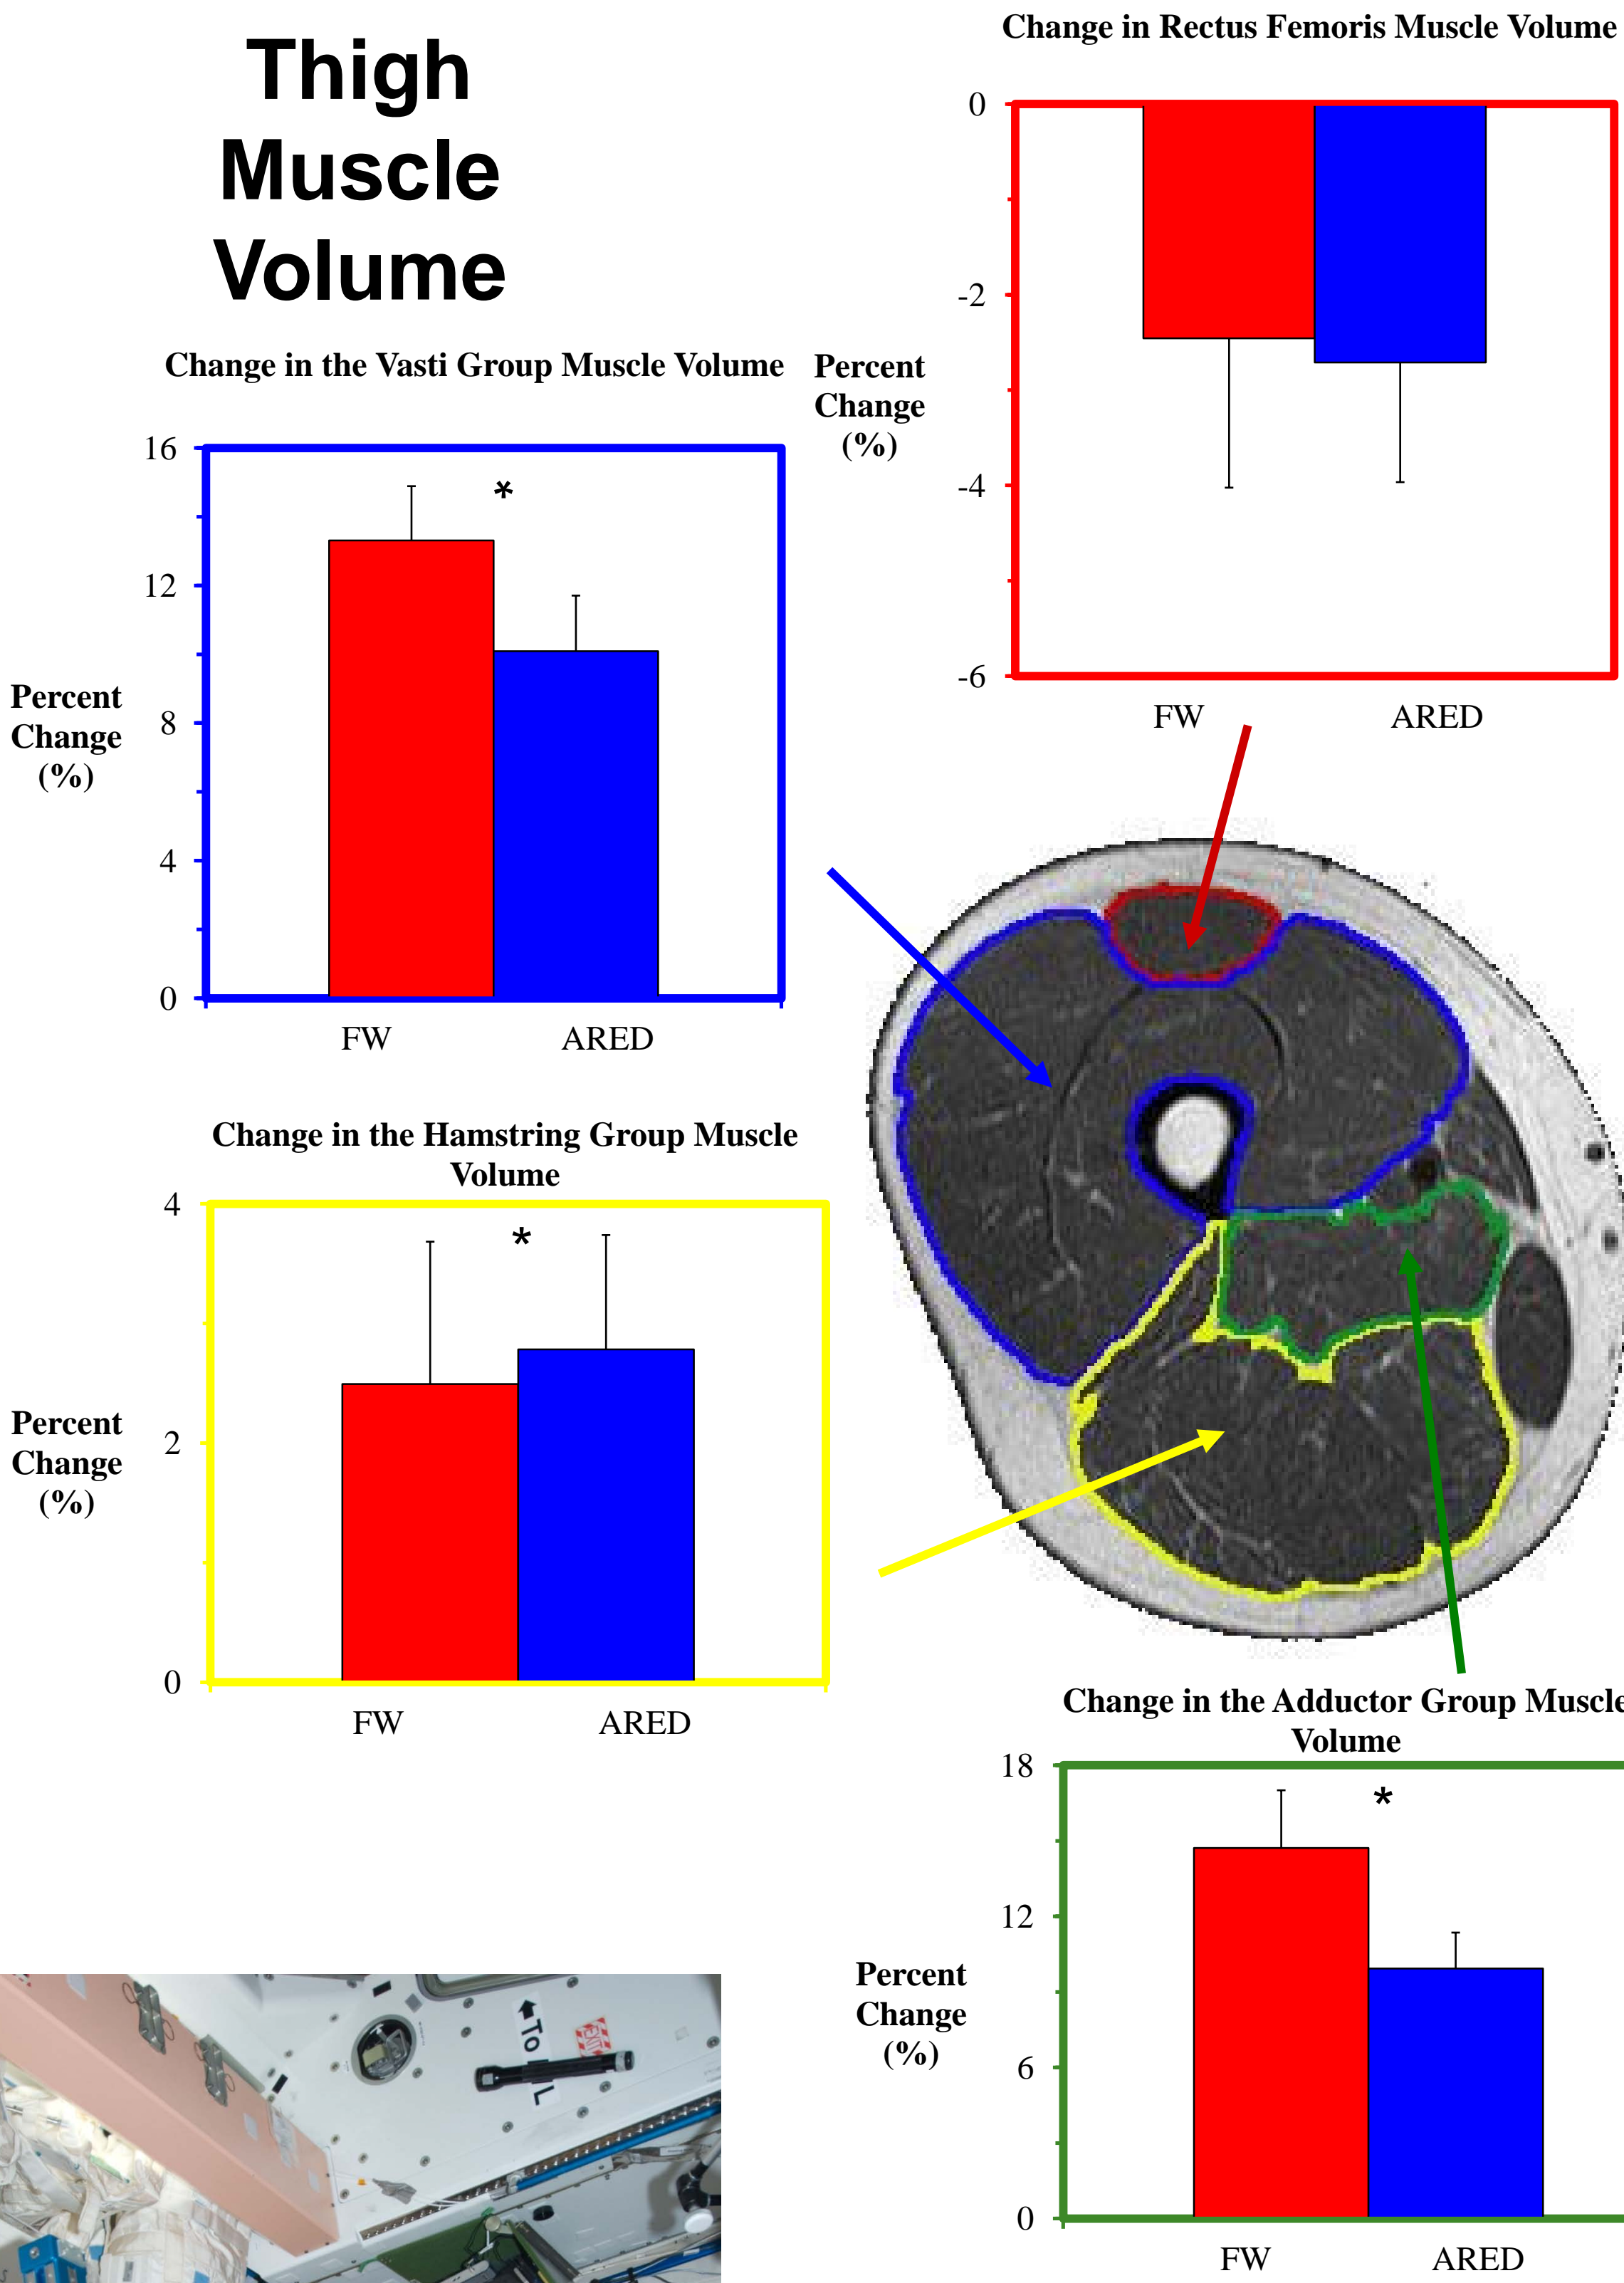 Thigh
Muscle
Volume
Change in Rectus Femoris Muscle Volume
Percent
Change
(%)
0
-2
-4
-6
FW ARED
Change in the Vasti Group Muscle Volume
Percent
Change
(%)
16
12
8
4
0
*
FW ARED
Change in the Hamstring Group Muscle
Volume
Percent
Change
(%)
4
2
0
*
FW ARED
Change in the Adductor Group Muscle
Volume
Percent
Change
(%)
18
12
6
0
*
FW ARED
To